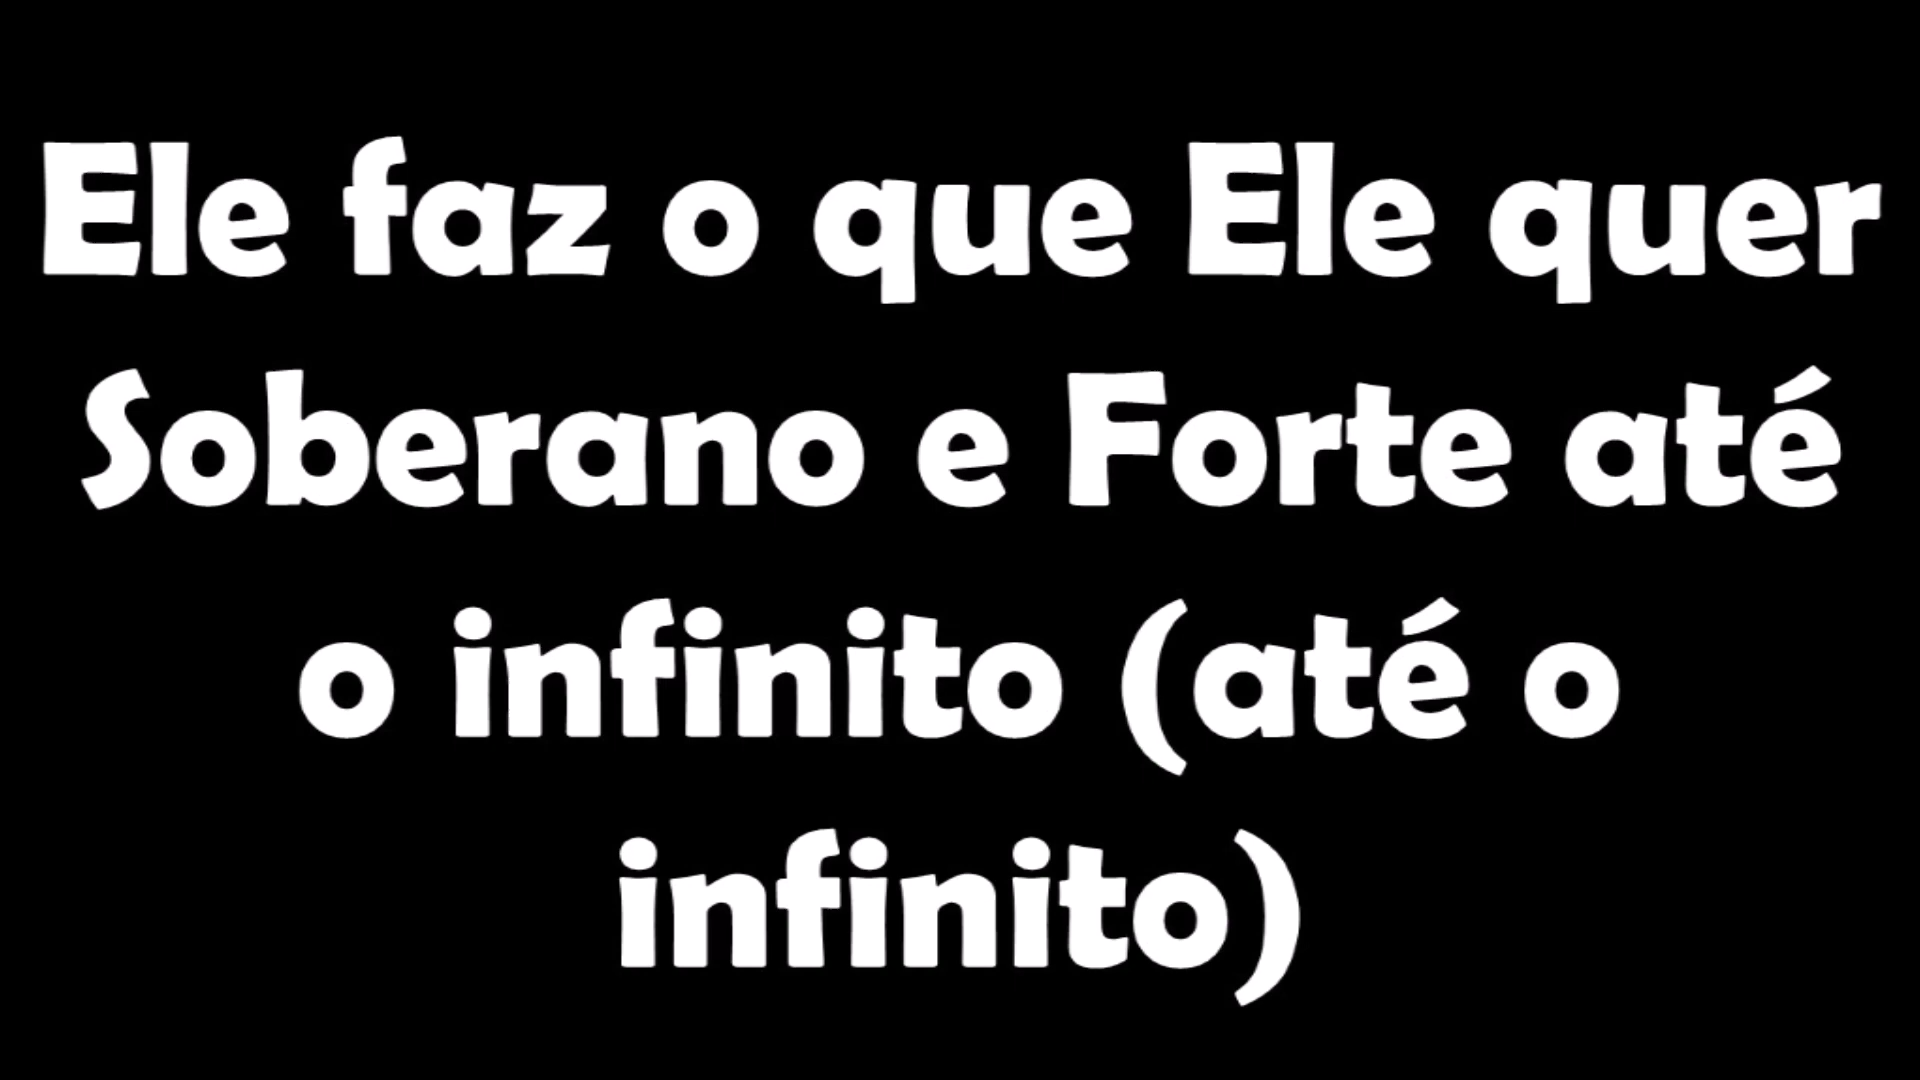 Ele faz o que Ele quer
Soberano e Forte até
o infinito (até o
infinito)